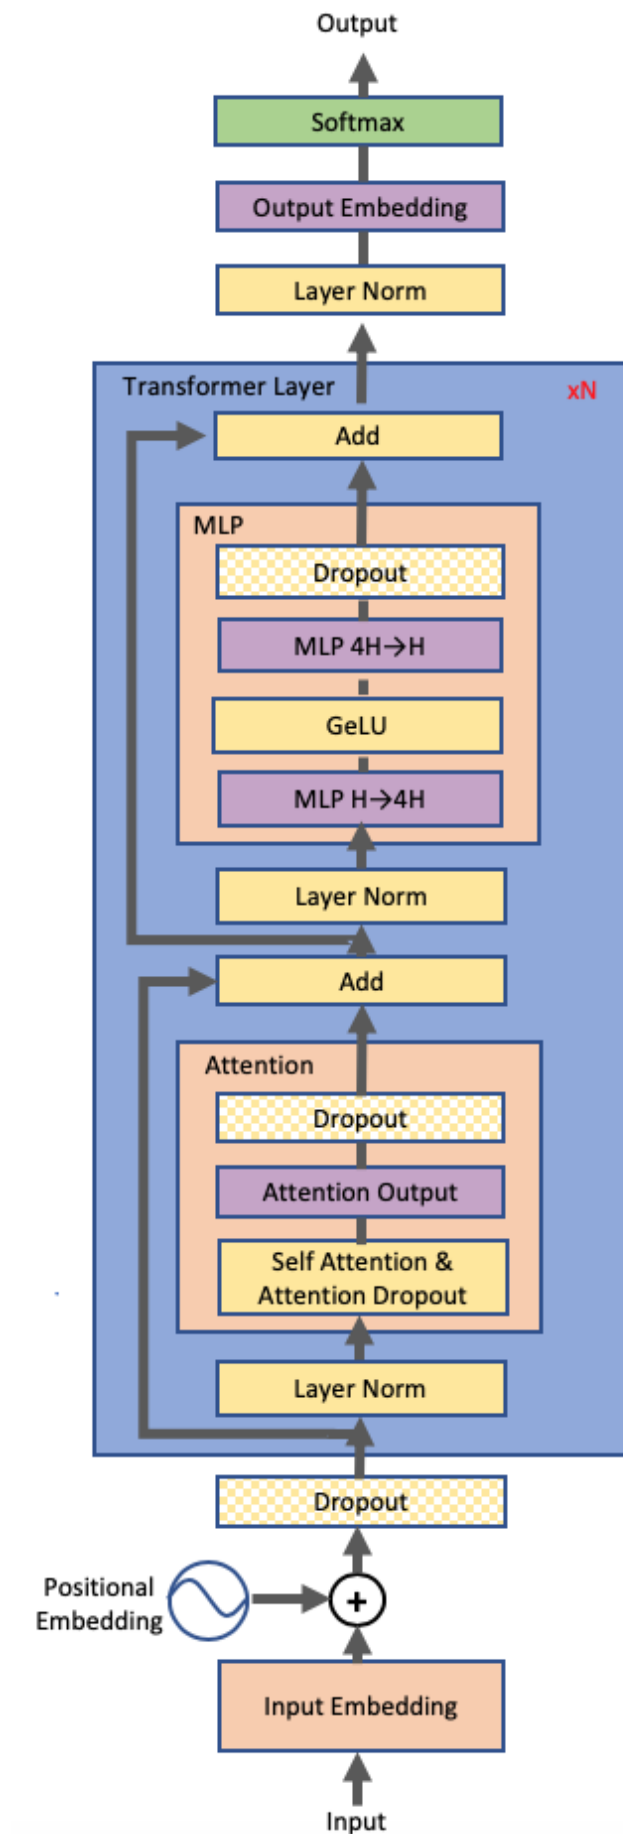 Output
Softmax
Output Embedding
Layer Norm
Transformer Layer
xN
Add
MLP
Dropout
MLP 4H→H
GeLU
MLP H→4H
Layer Norm
Add
Attention
Dropout
Attention Output
Self Attention &
Attention Dropout
Layer Norm
Dropout
Positional
Embedding
+
Input Embedding
Input